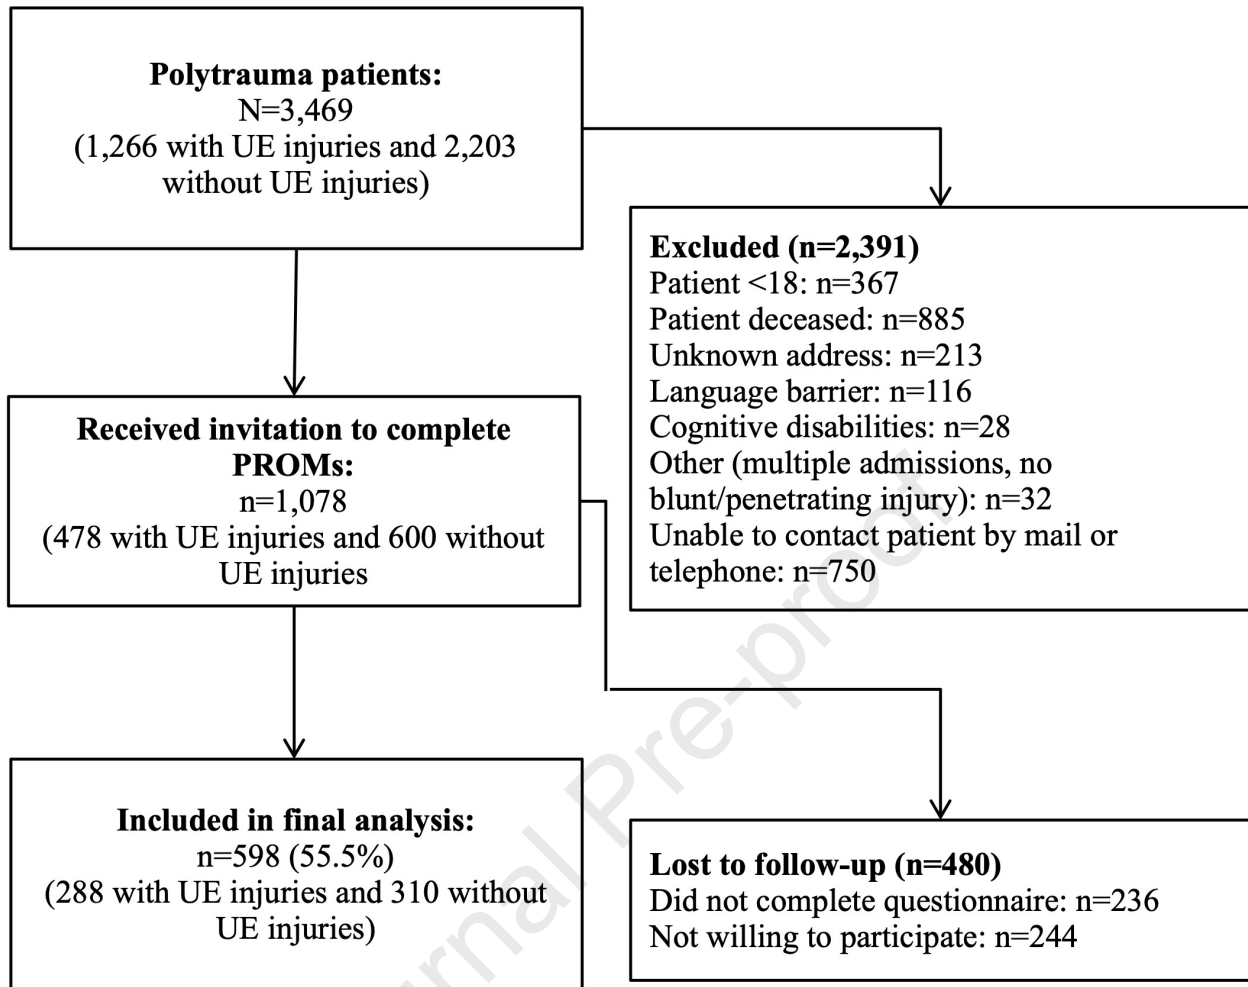 Polytrauma patients:
N=3,469
(1,266 with UE injuries and 2,203
without UE injuries)
Excluded (n=2,391)
Patient <18: n=367
Patient deceased: n=885
Unknown address: n=213
Language barrier: n=116
Cognitive disabilities: n=28
Other (multiple admissions, no
blunt/penetrating injury): n=32
Unable to contact patient by mail or
telephone: n=750
Received invitation to complete
PROMs:
n=1,078
(478 with UE injuries and 600 without
UE injuries
Included in final analysis:
n=598 (55.5%)
(288 with UE injuries and 310 without
UE injuries)
Lost to follow-up (n=480)
Did not complete questionnaire: n=236
Not willing to participate: n=244
rnal Pre-proof